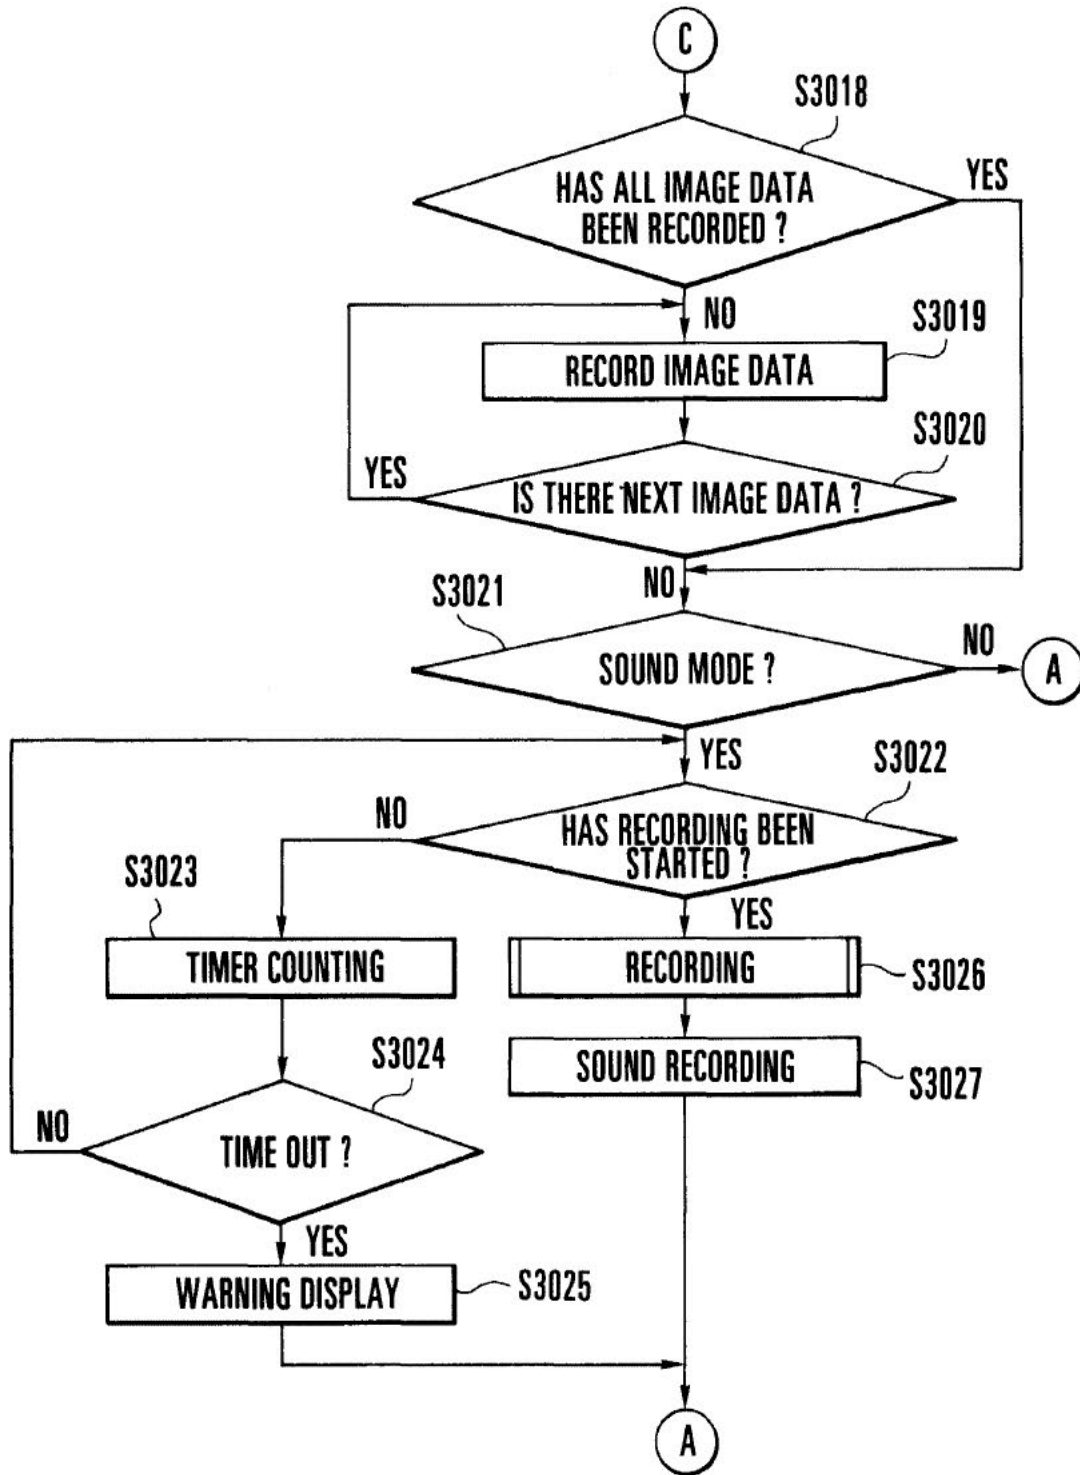 C
S3018
HAS ALL IMAGE DATA
BEEN RECORDED ?
YES
NO
S3019
RECORD IMAGE DATA
S3020
YES
IS THERE NEXT IMAGE DATA ?
NO
S3021
SOUND MODE ?
NO
A
YES
S3022
NO
HAS RECORDING BEEN
STARTED ?
S3023
YES
TIMER COUNTING
RECORDING
S3026
S3024
SOUND RECORDING
S3027
NO
TIME OUT ?
YES
WARNING DISPLAY
S3025
A